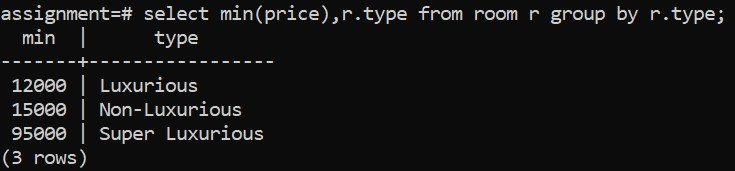 assignment=# select min(price),r.type from room r group by r.type;
  min  |      type
-------+-----------------
 12000 | Luxurious
 15000 | Non-Luxurious
 95000 | Super Luxurious
(3 rows)